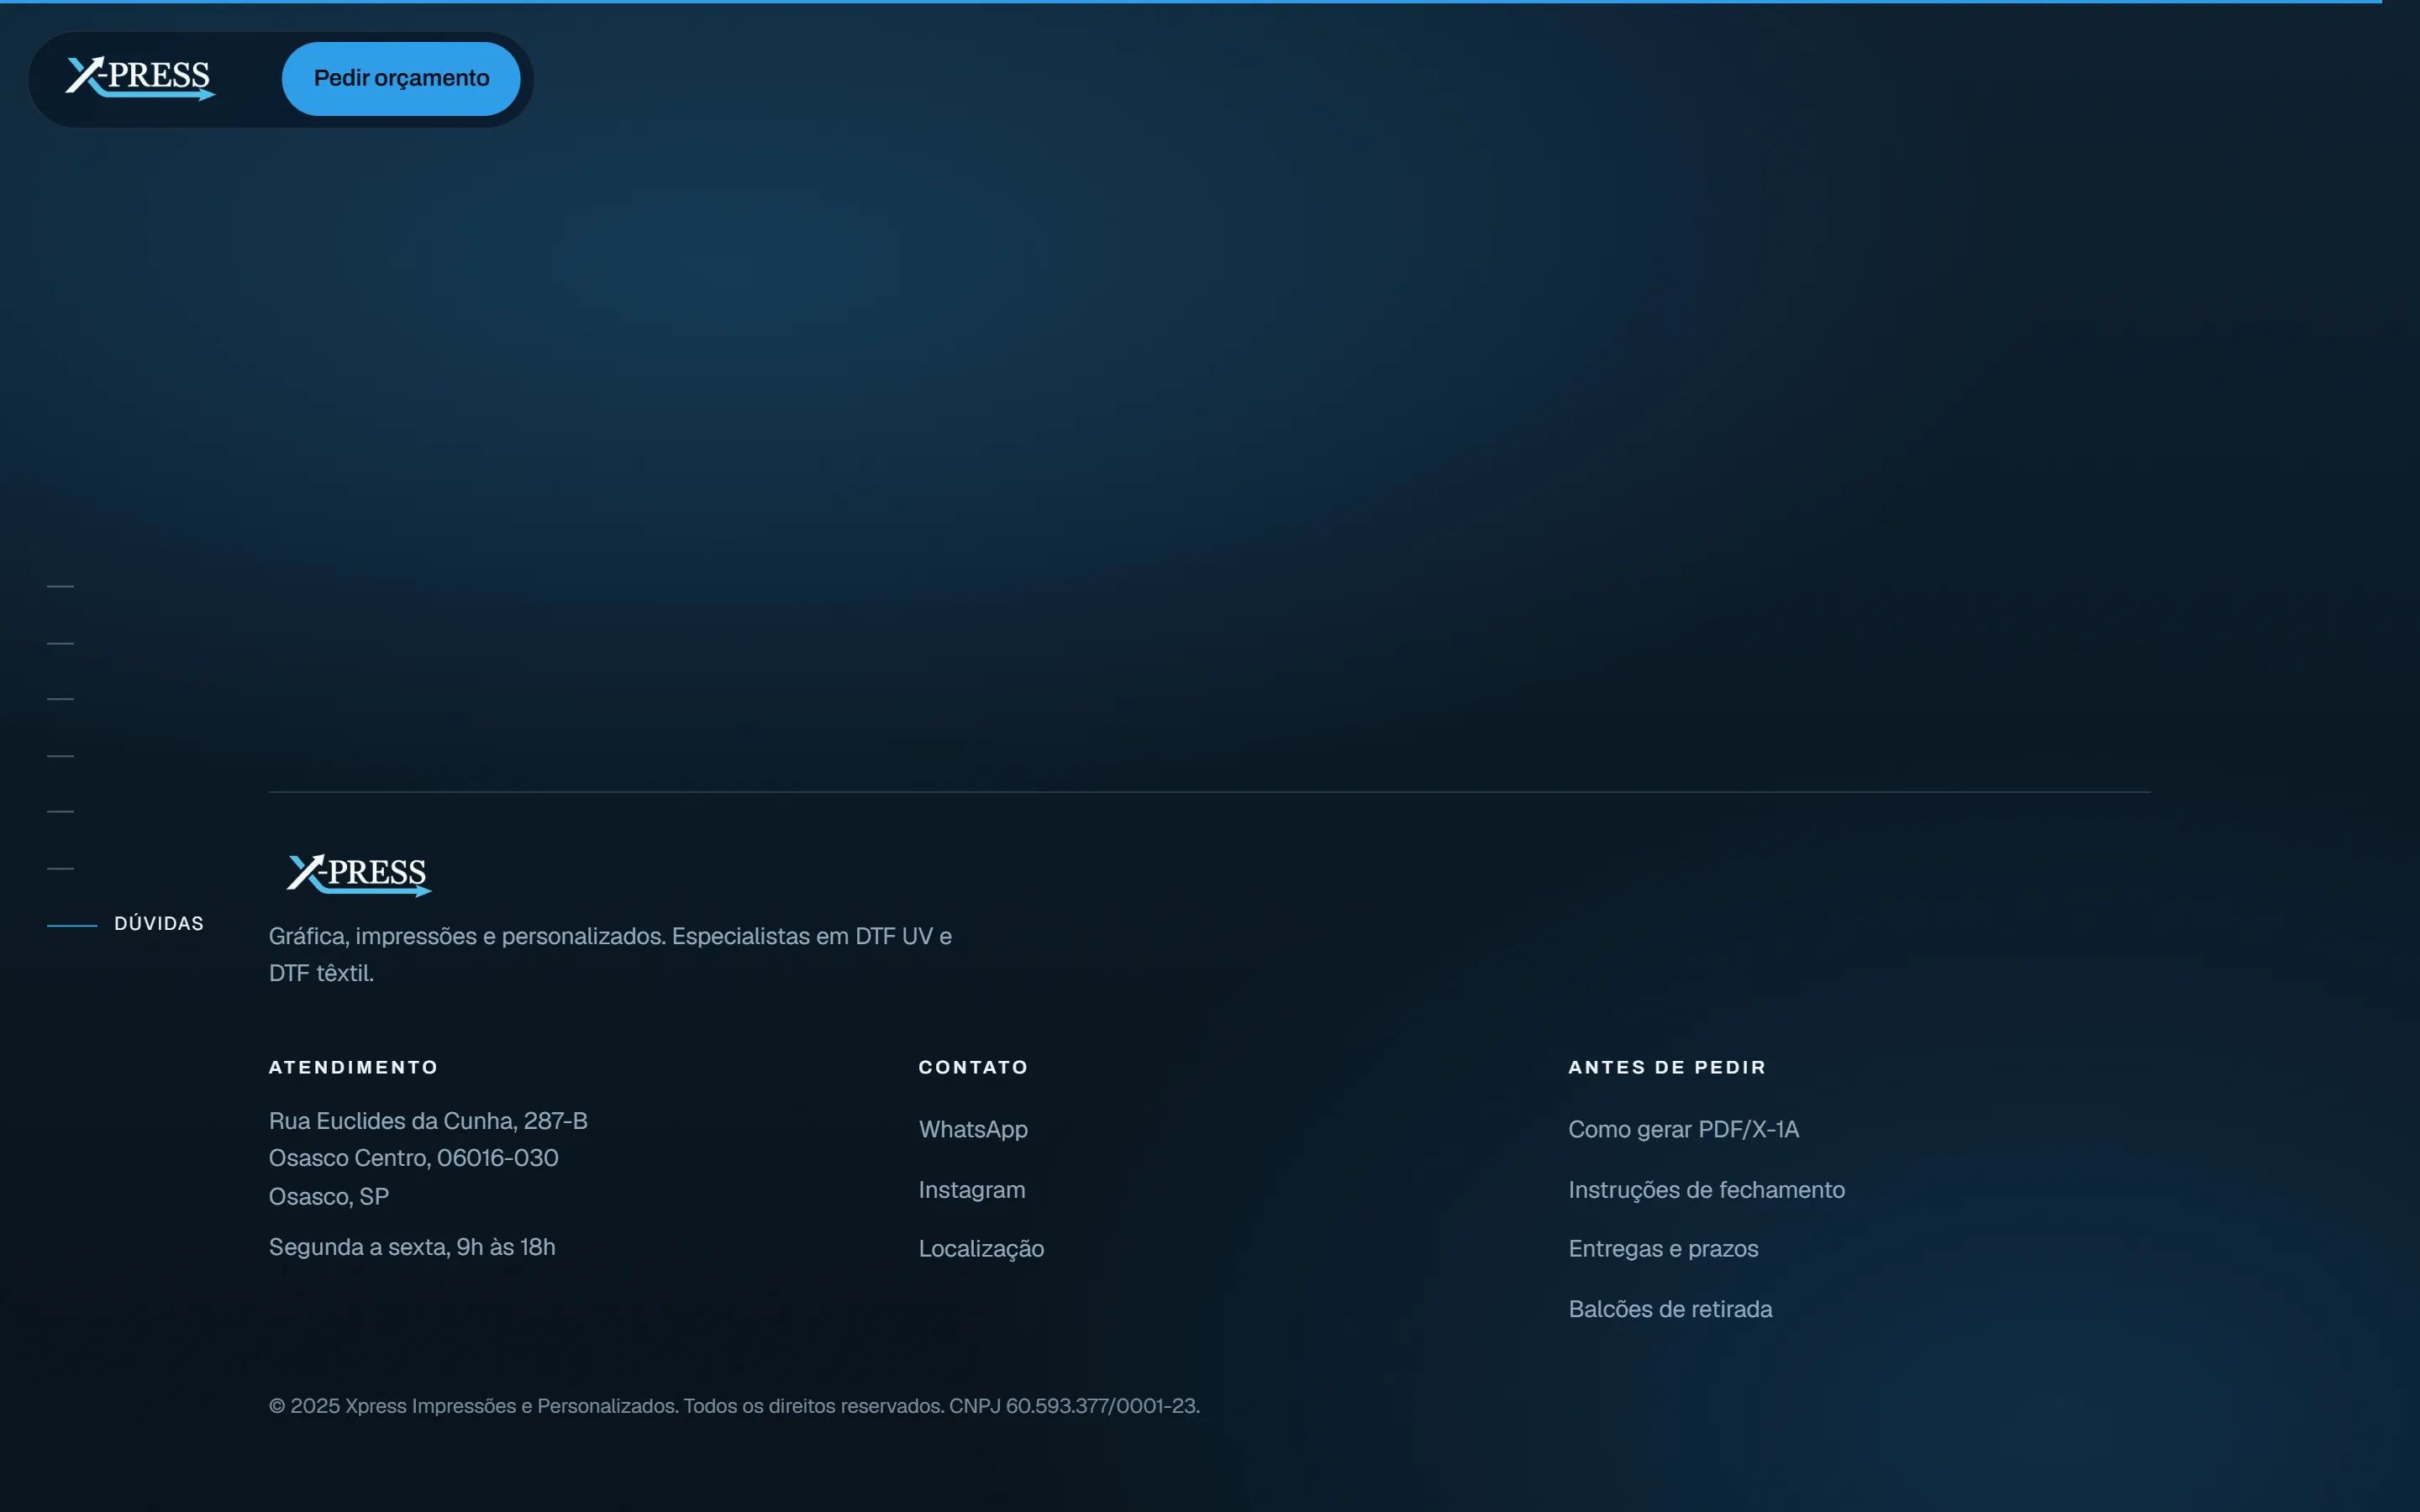 X-PRESS
Pedir orçamento
DÚVIDAS
X-PRESS
Gráfica, impressões e personalizados. Especialistas em DTF UV e
DTF têxtil.
ATENDIMENTO
Rua Euclides da Cunha, 287-B
Osasco Centro, 06016-030
Osasco, SP
Segunda a sexta, 9h às 18h
CONTATO
WhatsApp
Instagram
Localização
ANTES DE PEDIR
Como gerar PDF/X-1A
Instruções de fechamento
Entregas e prazos
Balcões de retirada
© 2025 Xpress Impressões e Personalizados. Todos os direitos reservados. CNPJ 60.593.377/0001-23.